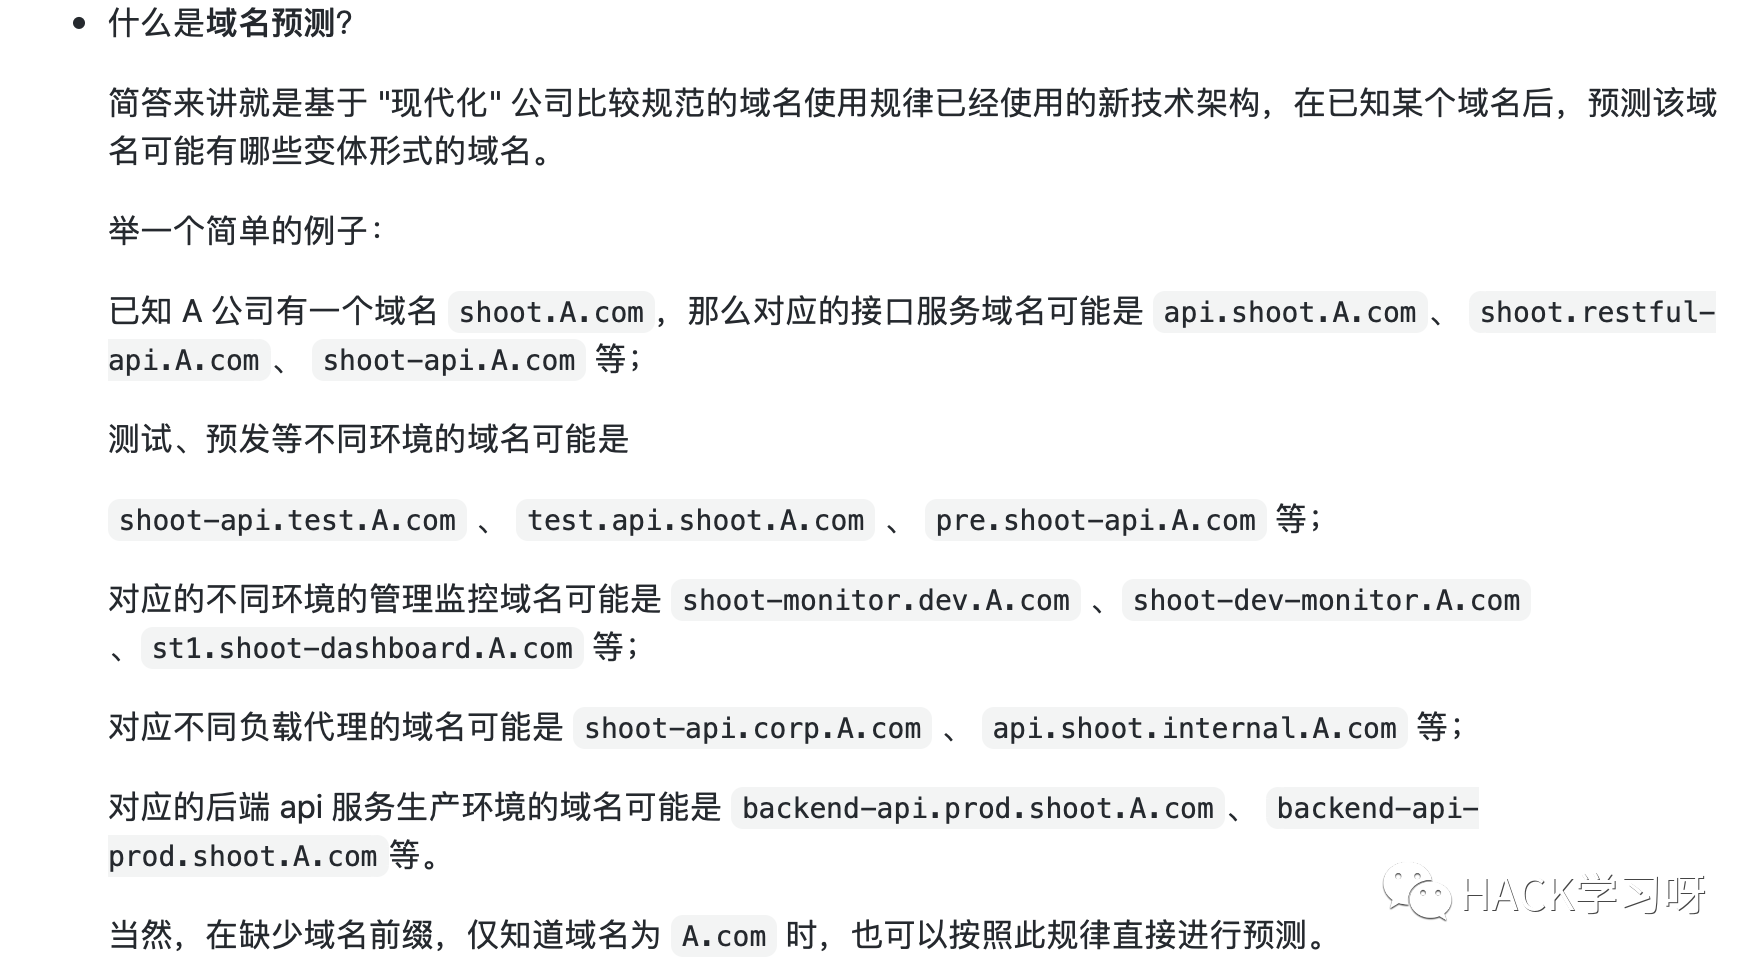 • 什么是域名预测？
简答来讲就是基于 "现代化" 公司比较规范的域名使用规律已经使用的新技术架构，在已知某个域名后，预测该域
名可能有哪些变体形式的域名。
举一个简单的例子：
已知 A 公司有一个域名 shoot.A.com，那么对应的接口服务域名可能是 api.shoot.A.com、 shoot.restful-
api.A.com、 shoot-api.A.com 等；
测试、预发等不同环境的域名可能是
shoot-api.test.A.com 、 test.api.shoot.A.com 、 pre.shoot-api.A.com 等；
对应的不同环境的管理监控域名可能是 shoot-monitor.dev.A.com 、 shoot-dev-monitor.A.com
、 st1.shoot-dashboard.A.com 等；
对应不同负载代理的域名可能是 shoot-api.corp.A.com 、 api.shoot.internal.A.com 等；
对应的后端 api 服务生产环境的域名可能是 backend-api.prod.shoot.A.com、 backend-api-
prod.shoot.A.com 等。
当然，在缺少域名前缀，仅知道域名为 A.com 时，也可以按照此规律直接进行预测。
HACK学习呀